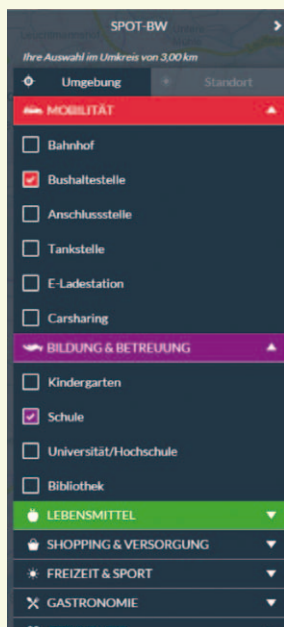 SPOT-BW
Ihre Auswahl im Umkreis von 3,00 km
Umgebung
Standort
MOBILITÄT
Bahnhof
Bushaltestelle
Anschlussstelle
Tankstelle
E-Ladestation
Carsharing
BILDUNG & BETREUUNG
Kindergarten
Schule
Universität/Hochschule
Bibliothek
LEBENSMITTEL
SHOPPING & VERSORGUNG
FREIZEIT & SPORT
GASTRONOMIE